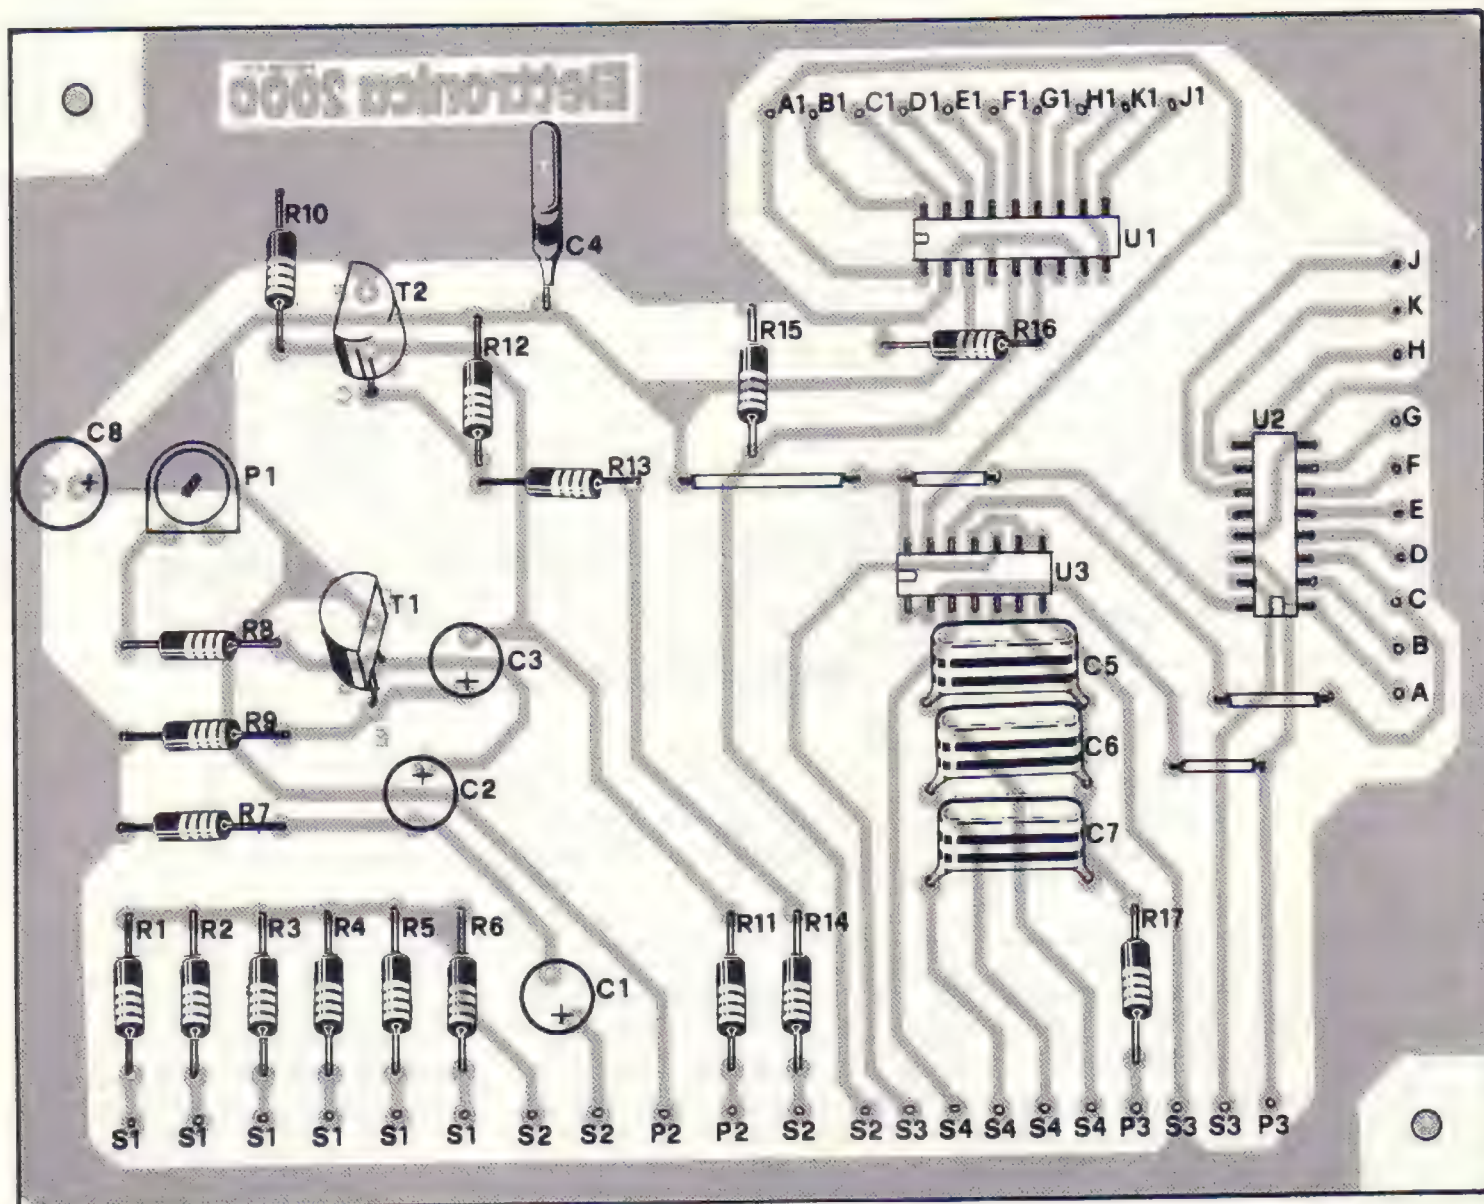 Elettronica 2000
A1 B1 C1 D1 E1 F1 G1 H1 K1 J1
R10
C4
U1
T2
J
R15
R16
K
R12
H
C8
U2
G
P1
R13
F
E
C
D
U3
T1
C
R8
B
C3
C5
A
R9
E
C6
C2
R7
C7
R1 R2 R3 R4 R5 R6 R11 R14 R17
C1
S1 S1 S1 S1 S1 S1 S2 S2 P2 P2 S2 S2 S3 S4 S4 S4 S4 P3 S3 S3 P3